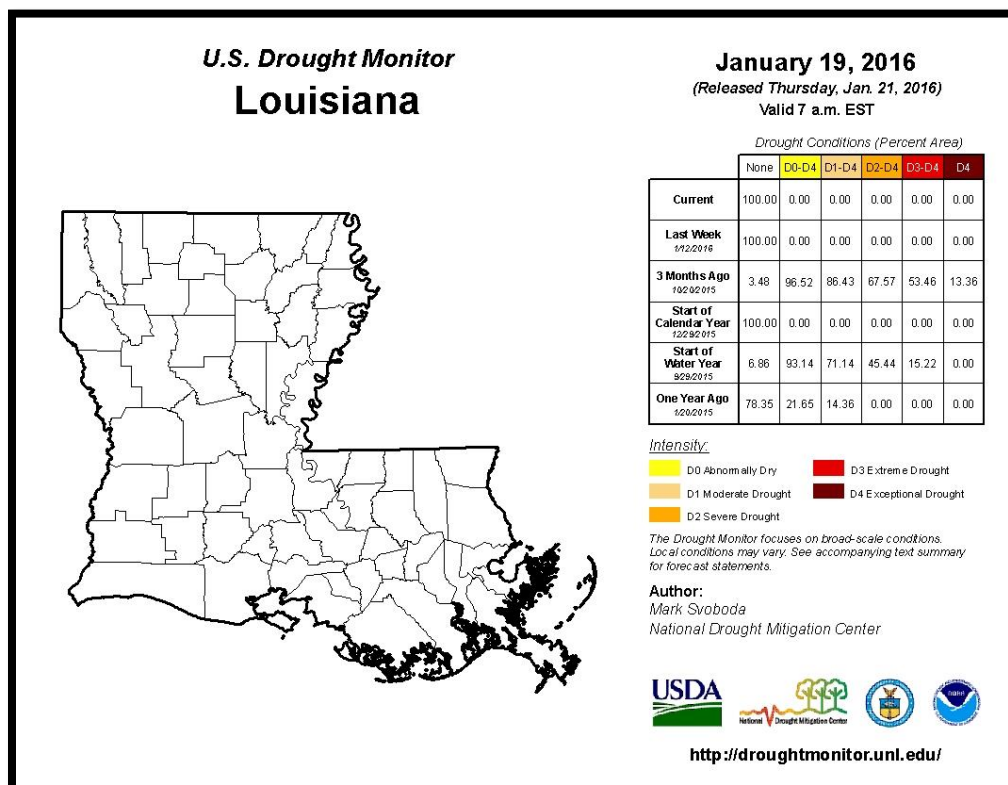 U.S. Drought Monitor
Louisiana
January 19, 2016
(Released Thursday, Jan. 21, 2016)
Valid 7 a.m. EST
Drought Conditions (Percent Area)
None D0-D4 D1-D4 D2-D4 D3-D4 D4
Current 100.00 0.00 0.00 0.00 0.00 0.00
Last Week
1/12/2016
100.00 0.00 0.00 0.00 0.00 0.00
3 Months Ago
10/20/2015
3.48 96.52 86.43 67.57 53.46 13.36
Start of
Calendar Year
12/29/2015
100.00 0.00 0.00 0.00 0.00 0.00
Start of
Water Year
9/29/2015
6.86 93.14 71.14 45.44 15.22 0.00
One Year Ago
1/20/2015
78.35 21.65 14.36 0.00 0.00 0.00
Intensity:
D0 Abnormally Dry
D1 Moderate Drought
D2 Severe Drought
D3 Extreme Drought
D4 Exceptional Drought
The Drought Monitor focuses on broad-scale conditions.
Local conditions may vary. See accompanying text summary
for forecast statements.
Author:
Mark Svoboda
National Drought Mitigation Center
USDA
National Drought Mitigation Center
http://droughtmonitor.unl.edu/